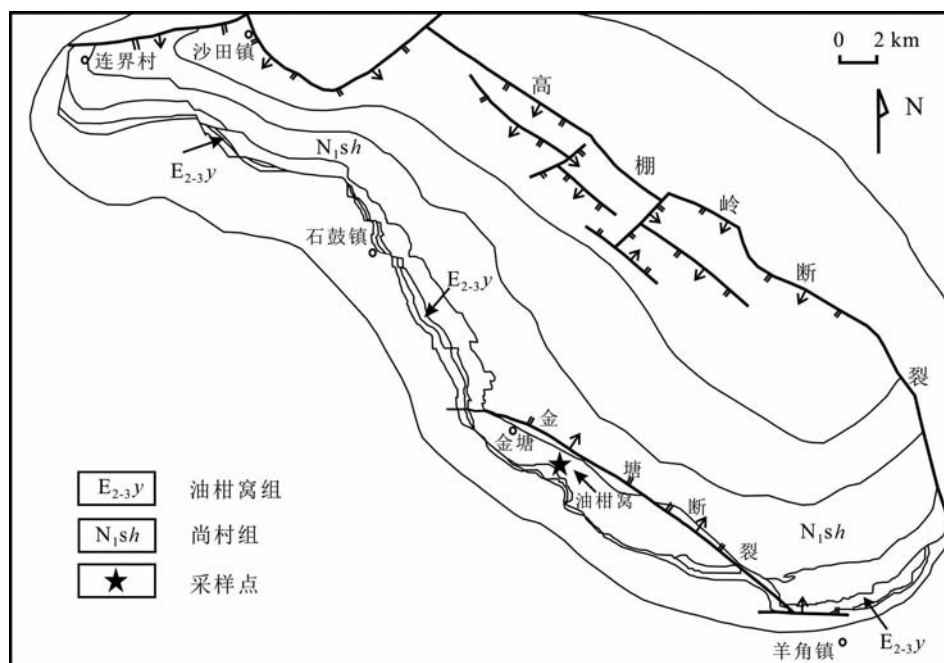 沙田镇
连界村
0 2 km
N
高棚岭断裂
N₁sh
E₂₋₃y
石鼓镇
E₂₋₃y
金塘断裂
金塘
油柑窝
N₁sh
E₂₋₃y
羊角镇
E₂₋₃y 油柑窝组
N₁sh 尚村组
采样点